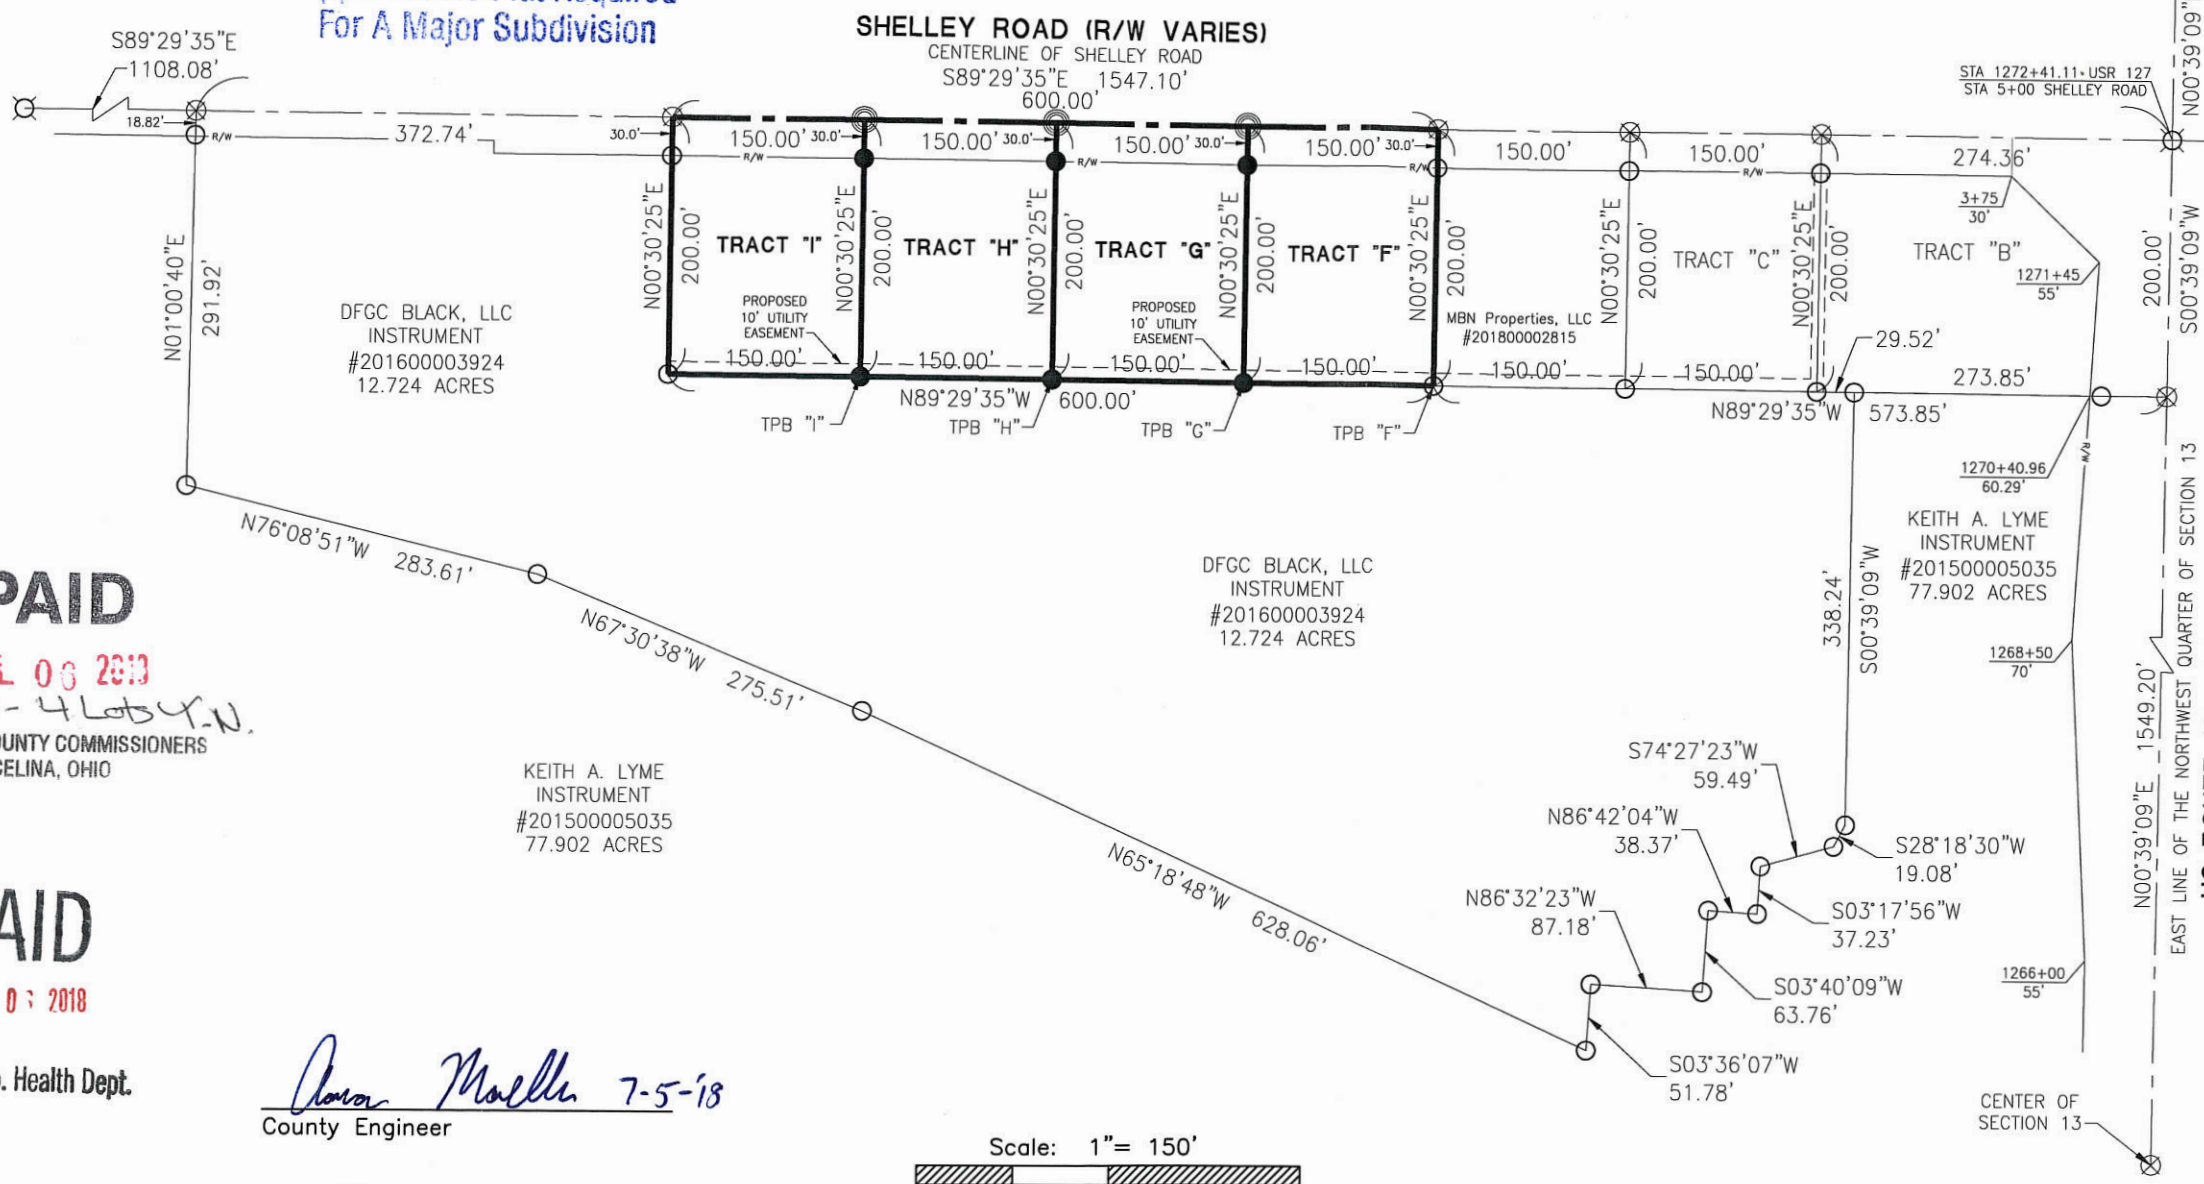 For A Major Subdivision
SHELLEY ROAD (R/W VARIES)
CENTERLINE OF SHELLEY ROAD
S89°29'35"E 1547.10'
600.00'
S89°29'35"E
1108.08'
STA 1272+41.11 USR 127
STA 5+00 SHELLEY ROAD
N00°39'09"
18.82'
R/W
372.74'
30.0'
150.00'
30.0'
R/W
150.00'
30.0'
R/W
150.00'
30.0'
150.00'
30.0'
R/W
150.00'
150.00'
R/W
274.36'
3+75
30'
N01°00'40"E
291.92'
N00°30'25"E
200.00'
TRACT "I"
N00°30'25"E
200.00'
TRACT "H"
N00°30'25"E
200.00'
TRACT "G"
N00°30'25"E
200.00'
TRACT "F"
N00°30'25"E
200.00'
N00°30'25"E
200.00'
TRACT "C"
N00°30'25"E
200.00'
TRACT "B"
1271+45
55'
200.00'
S00°39'09"W
PROPOSED
10' UTILITY
EASEMENT
PROPOSED
10' UTILITY
EASEMENT
MBN Properties, LLC
#201800002815
DFGC BLACK, LLC
INSTRUMENT
#201600003924
12.724 ACRES
150.00'
150.00'
150.00'
150.00'
150.00'
150.00'
29.52'
273.85'
N89°29'35"W 600.00'
N89°29'35"W 573.85'
TPB "I"
TPB "H"
TPB "G"
TPB "F"
R/W
1270+40.96
60.29'
KEITH A. LYME
INSTRUMENT
#201500005035
77.902 ACRES
N76°08'51"W 283.61'
N67°30'38"W 275.51'
DFGC BLACK, LLC
INSTRUMENT
#201600003924
12.724 ACRES
338.24'
S00°39'09"W
1268+50
70'
PAID
06 2018
- 4 Lots Y.N.
OUNTY COMMISSIONERS
CELINA, OHIO
KEITH A. LYME
INSTRUMENT
#201500005035
77.902 ACRES
N65°18'48"W 628.06'
S74°27'23"W
59.49'
N86°42'04"W
38.37'
S28°18'30"W
19.08'
N86°32'23"W
87.18'
S03°17'56"W
37.23'
S03°40'09"W
63.76'
S03°36'07"W
51.78'
1266+00
55'
N00°39'09"E 1549.20'
EAST LINE OF THE NORTHWEST QUARTER OF SECTION 13
CENTER OF
SECTION 13
AID
2018
. Health Dept.
7-5-'18
County Engineer
Scale: 1"= 150'